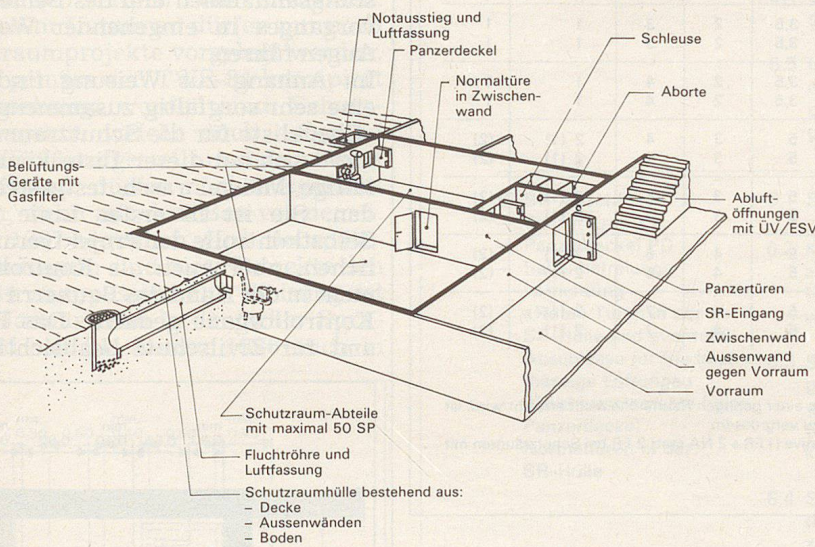 Notausstieg und
Luftfassung
Panzerdeckel
Schleuse
Normaltüre
in Zwischen-
wand
Aborte
Belüftungs-
Geräte mit
Gasfilter
Abluft-
öffnungen
mit ÜV/ESV
Panzertüren
SR-Eingang
Zwischenwand
Aussenwand
gegen Vorraum
Vorraum
Schutzraum-Abteile
mit maximal 50 SP
Fluchtröhre und
Luftfassung
Schutzraumhülle bestehend aus:
– Decke
– Aussenwänden
– Boden